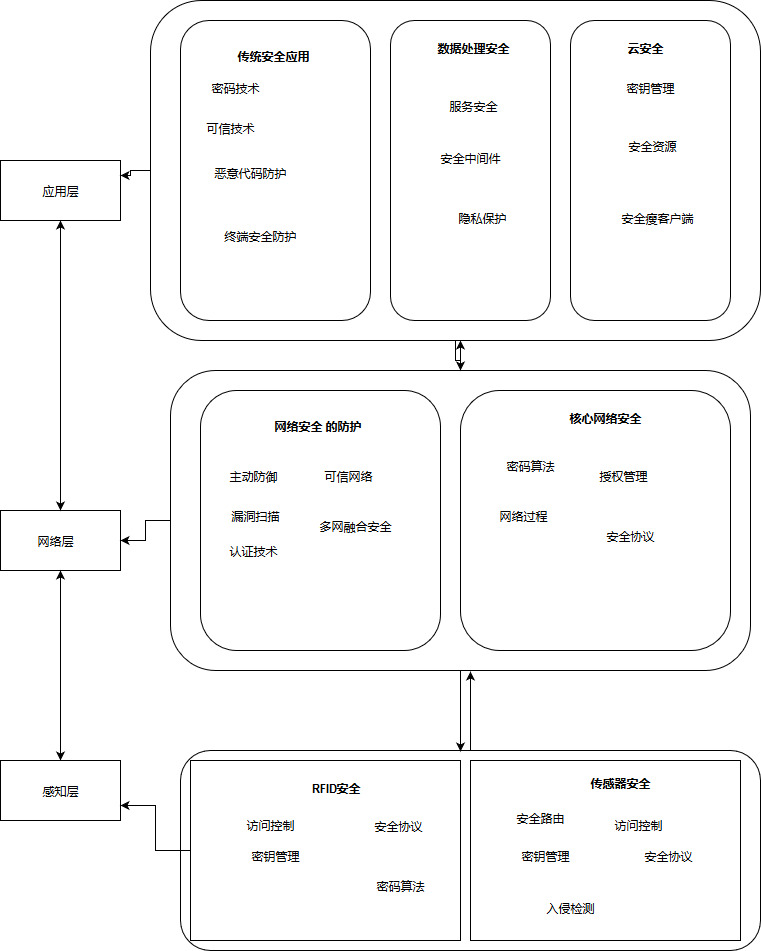 传统安全应用
密码技术
可信技术
恶意代码防护
终端安全防护
数据处理安全
服务安全
安全中间件
隐私保护
云安全
密钥管理
安全资源
安全瘦客户端
应用层
网络安全 的防护
主动防御
可信网络
漏洞扫描
多网融合安全
认证技术
核心网络安全
密码算法
授权管理
网络过程
安全协议
网络层
RFID安全
访问控制
安全协议
密钥管理
密码算法
传感器安全
安全路由
访问控制
密钥管理
安全协议
入侵检测
感知层